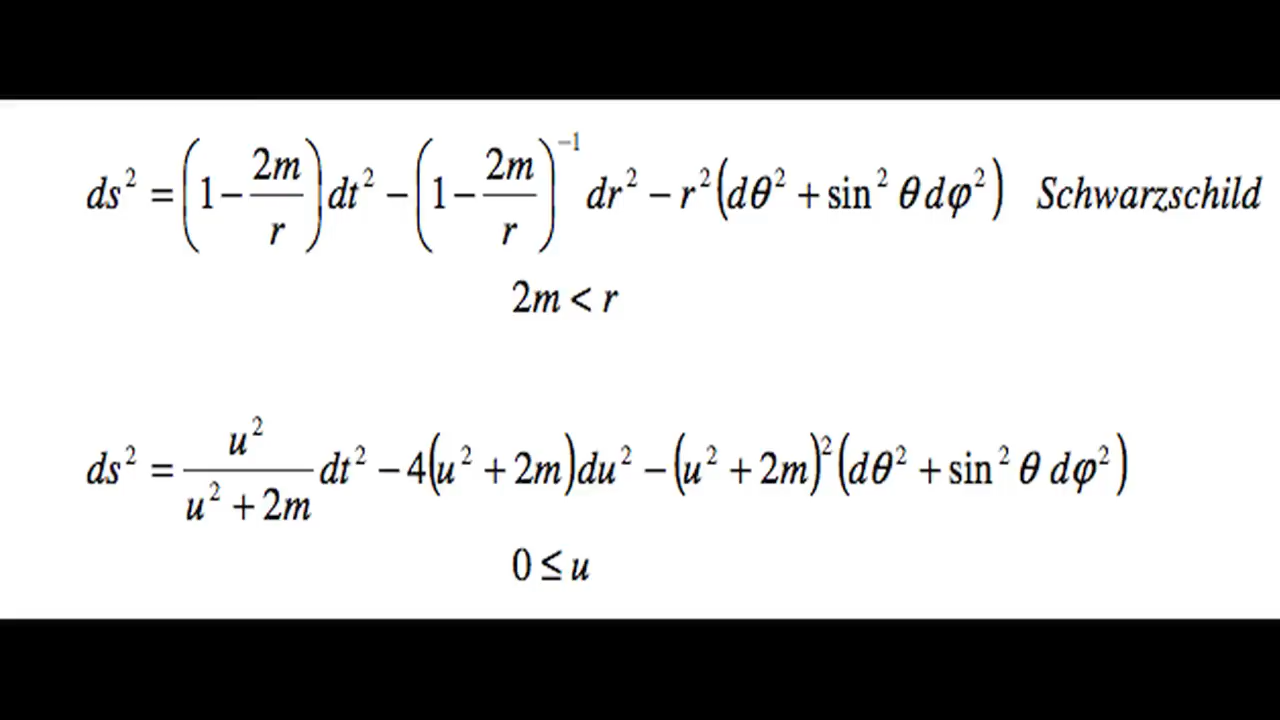 ds² = (1 − 2m/r) dt² − (1 − 2m/r)⁻¹ dr² − r²(dθ² + sin² θ dφ²) Schwarzschild
2m < r
ds² = u²/(u² + 2m) dt² − 4(u² + 2m)du² − (u² + 2m)²(dθ² + sin² θ dφ²)
0 ≤ u